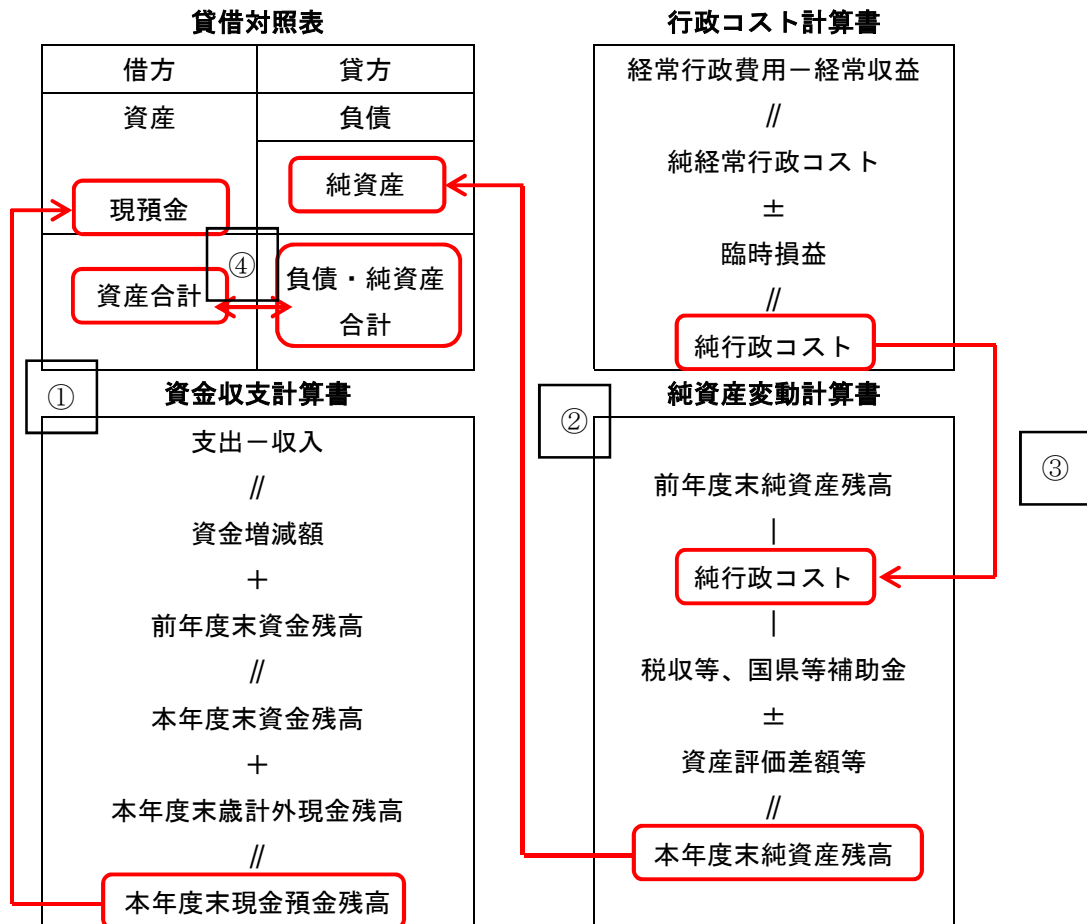 貸借対照表
借方
貸方
資産
負債
純資産
現預金
④
資産合計
負債・純資産
合計
行政コスト計算書
経常行政費用－経常収益
//
純経常行政コスト
±
臨時損益
//
純行政コスト
①
資金収支計算書
支出－収入
//
資金増減額
＋
前年度末資金残高
//
本年度末資金残高
＋
本年度末歳計外現金残高
//
本年度末現金預金残高
②
純資産変動計算書
前年度末純資産残高
｜
純行政コスト
｜
税収等、国県等補助金
±
資産評価差額等
//
本年度末純資産残高
③